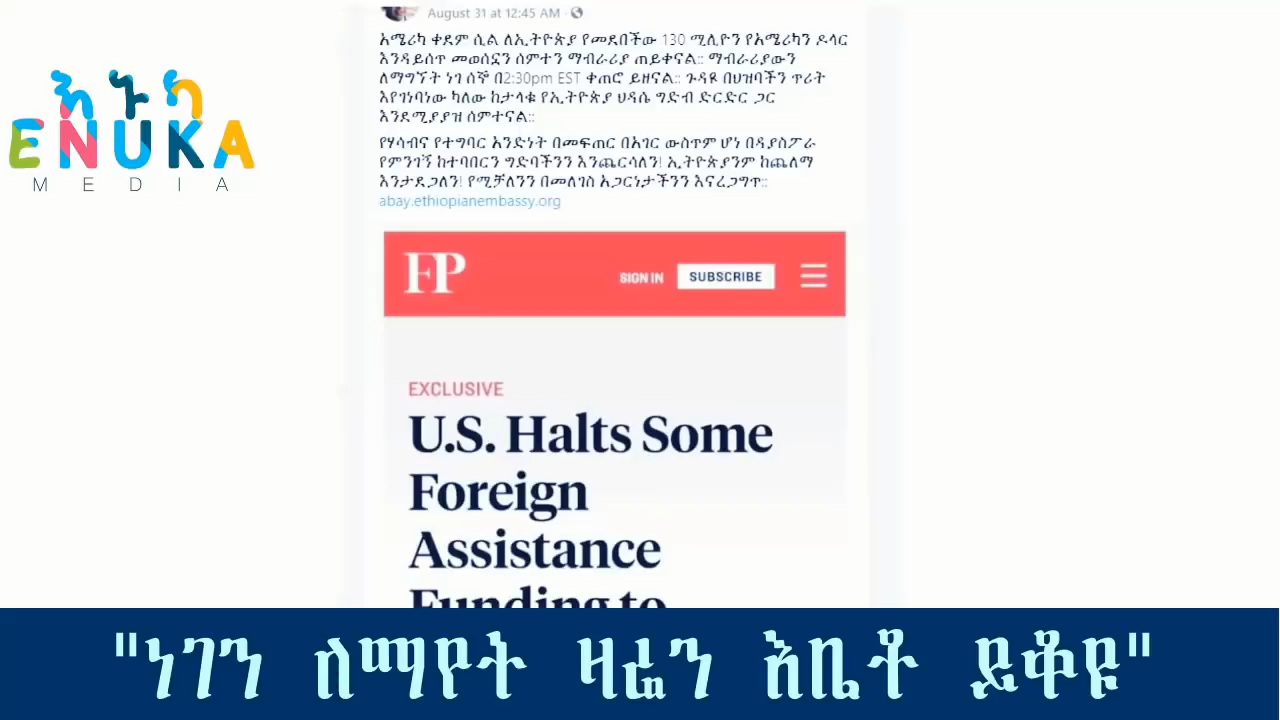 August 31 at 12:45 AM ·
አሜሪካ ቀደም ሲል ለኢትዮጵያ የመደበችው 130 ሚሊዮን የአሜሪካን ዶላር
እንዳይሰጥ መወሰኗን ሰምተን ማብራሪያ ጠይቀናል። ማብራሪያውን
ለማግኘት ነገ ሰኞ በ2:30pm EST ቀጠሮ ይዘናል። ጉዳዩ በህዝባችን ጥሪት
እየገነባነው ካለው ከታላቁ የኢትዮጵያ ህዳሴ ግድብ ድርድር ጋር
እንደሚያያዝ ሰምተናል።
የሃሳብና የተግባር አንድነት በመፍጠር በአገር ውስጥም ሆነ በዳያስፖራ
የምንገኝ ከተባበርን ግድባችንን እንጨርሳለን! ኢትዮጵያንም ከጨለማ
እንታደጋለን! የሚቻለንን በመለገስ አጋርነታችንን እናረጋግጥ።
abay.ethiopianembassy.org
እኑካ
ENUKA
MEDIA
FP
SIGN IN
SUBSCRIBE
EXCLUSIVE
U.S. Halts Some
Foreign
Assistance
Funding to
"ነገን ለማየት ዛሬን እቤቶ ይቆዩ"